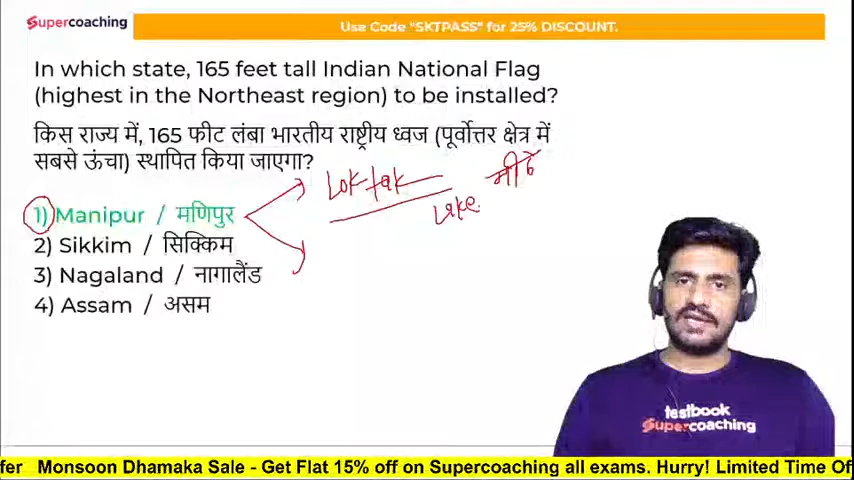 Supercoaching
Use Code "SKTPASS" for 25% DISCOUNT.
In which state, 165 feet tall Indian National Flag
(highest in the Northeast region) to be installed?
किस राज्य में, 165 फीट लंबा भारतीय राष्ट्रीय ध्वज (पूर्वोत्तर क्षेत्र में
सबसे ऊंचा) स्थापित किया जाएगा?
Loktak
Lake
1) Manipur / मणिपुर
2) Sikkim / सिक्किम
3) Nagaland / नागालैंड
4) Assam / असम
testbook
Supercoaching
fer Monsoon Dhamaka Sale - Get Flat 15% off on Supercoaching all exams. Hurry! Limited Time Of